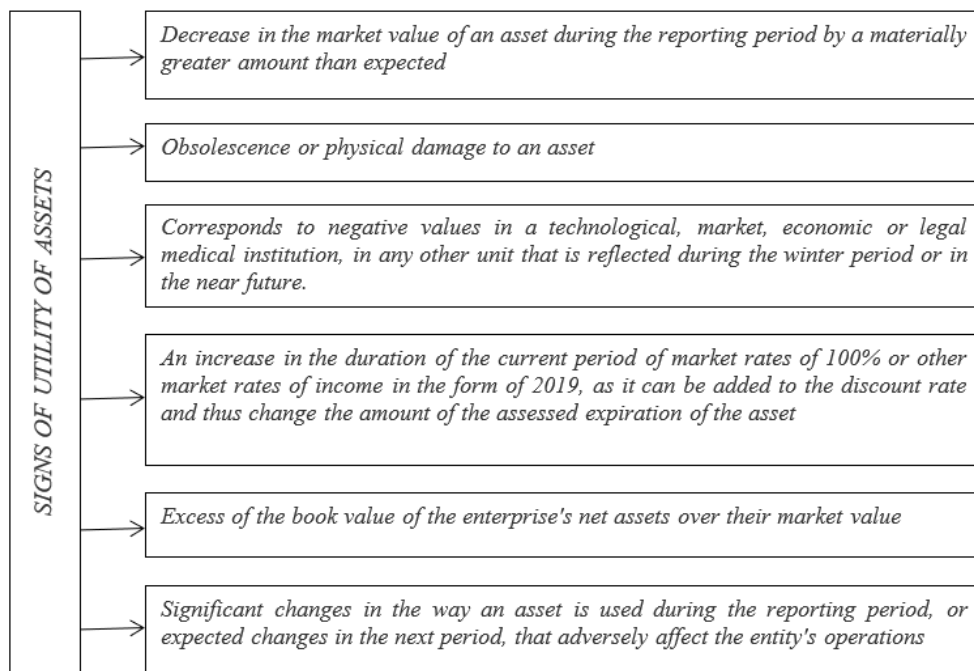 SIGNS OF UTILITY OF ASSETS
Decrease in the market value of an asset during the reporting period by a materially
greater amount than expected
Obsolescence or physical damage to an asset
Corresponds to negative values in a technological, market, economic or legal
medical institution, in any other unit that is reflected during the winter period or in
the near future.
An increase in the duration of the current period of market rates of 100% or other
market rates of income in the form of 2019, as it can be added to the discount rate
and thus change the amount of the assessed expiration of the asset
Excess of the book value of the enterprise's net assets over their market value
Significant changes in the way an asset is used during the reporting period, or
expected changes in the next period, that adversely affect the entity's operations